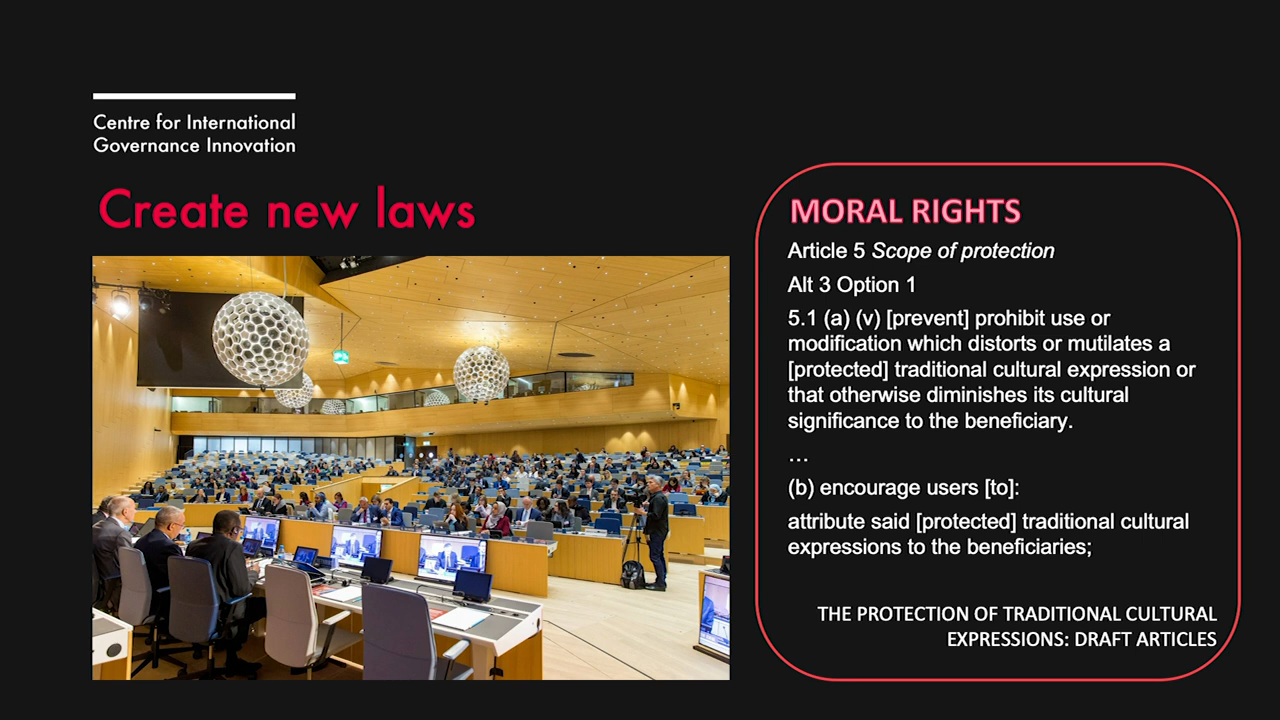 Centre for International
Governance Innovation
Create new laws
MORAL RIGHTS
Article 5 Scope of protection
Alt 3 Option 1
5.1 (a) (v) [prevent] prohibit use or
modification which distorts or mutilates a
[protected] traditional cultural expression or
that otherwise diminishes its cultural
significance to the beneficiary.
…
(b) encourage users [to]:
attribute said [protected] traditional cultural
expressions to the beneficiaries;
THE PROTECTION OF TRADITIONAL CULTURAL
EXPRESSIONS: DRAFT ARTICLES